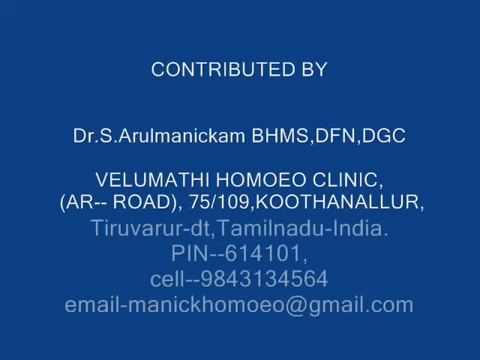 CONTRIBUTED BY
Dr.S.Arulmanickam BHMS,DFN,DGC
VELUMATHI HOMOEO CLINIC,
(AR-- ROAD), 75/109,KOOTHANALLUR,
Tiruvarur-dt,Tamilnadu-India.
PIN--614101,
cell--9843134564
email-manickhomoeo@gmail.com